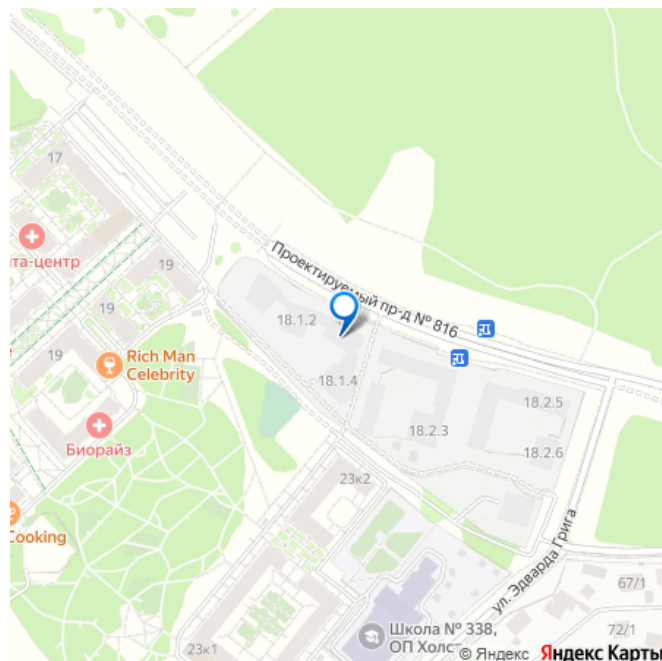 17
та-центр
19
19
19
Проектируемый пр-д № 816
18.1.2
18.1.4
Rich Man
Celebrity
Биорайз
18.2.5
18.2.3
18.2.6
23к2
Cooking
ул. Эдварда Грига
67/1
72/1
Школа № 338,
ОП Холст
23к1
© Яндекс Яндекс Карты